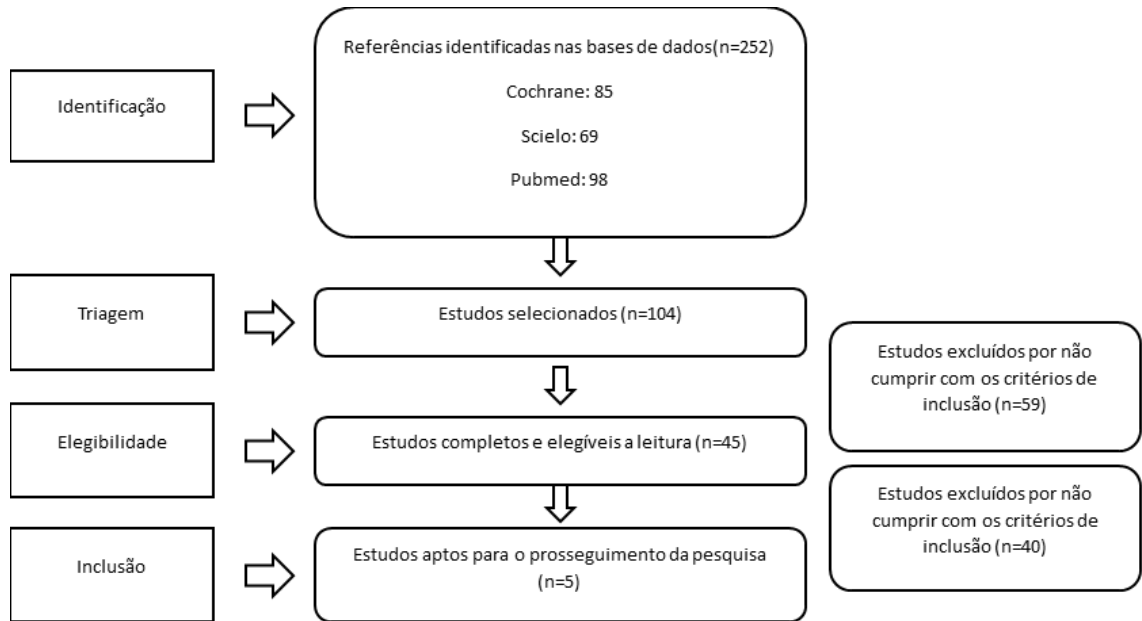 Identificação
Referências identificadas nas bases de dados(n=252)
Cochrane: 85
Scielo: 69
Pubmed: 98
Triagem
Estudos selecionados (n=104)
Estudos excluídos por não
cumprir com os critérios de
inclusão (n=59)
Elegibilidade
Estudos completos e elegíveis a leitura (n=45)
Estudos excluídos por não
cumprir com os critérios de
inclusão (n=40)
Inclusão
Estudos aptos para o prosseguimento da pesquisa
(n=5)